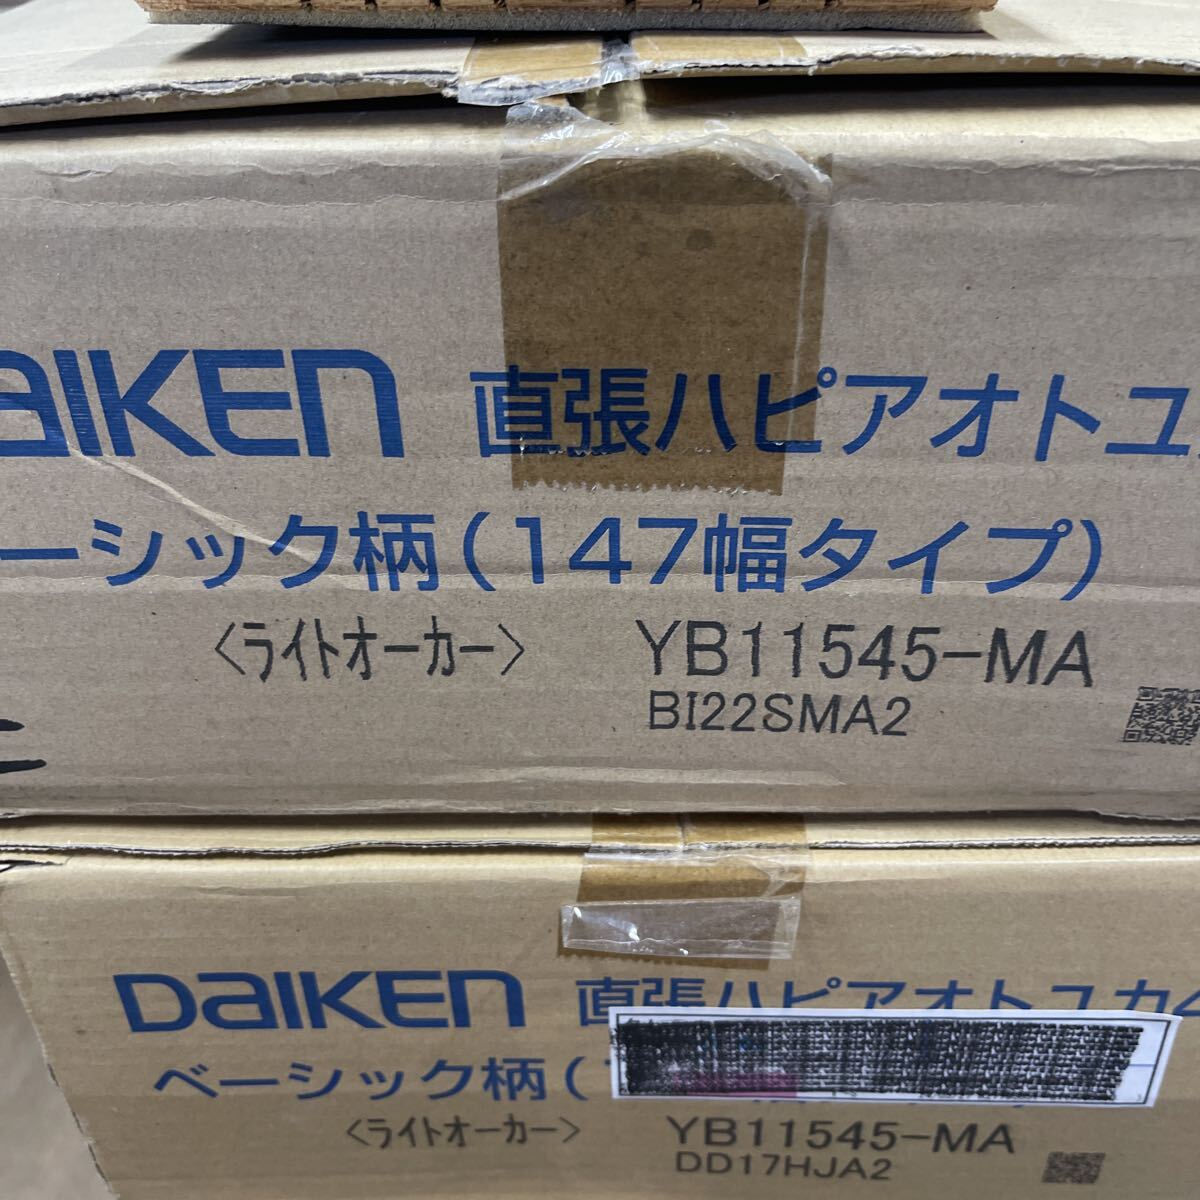 DAIKEN 直張ハピアオトユ
ーシック柄(147幅タイプ)
〈ライトオーカー〉 YB11545-MA
BI22SMA2
DAIKEN 直張ハピアオトユカ4
ベーシック柄(
〈ライトオーカー〉 YB11545-MA
DD17HJA2